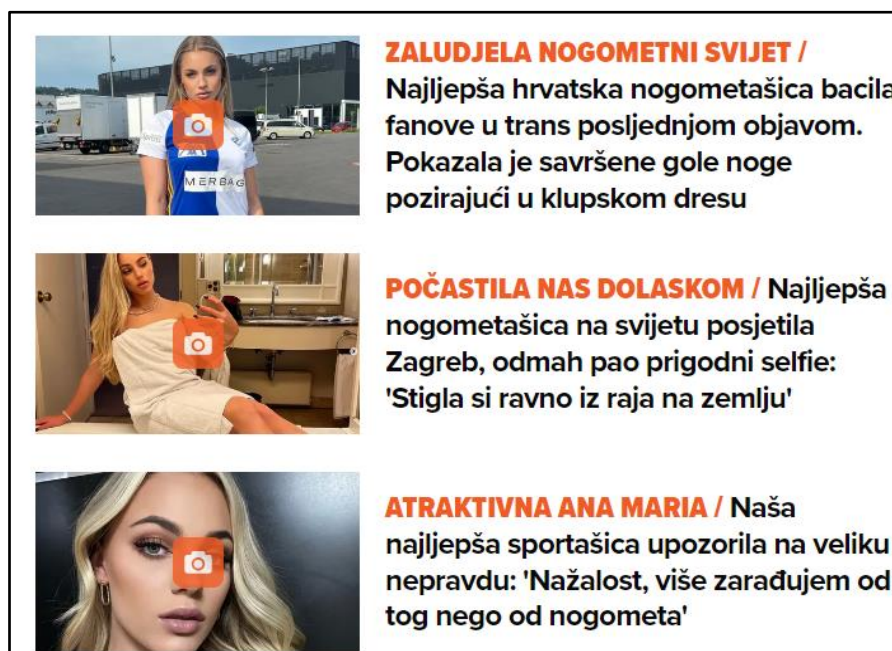 ZALUDJELA NOGOMETNI SVIJET /
Najljepša hrvatska nogometašica bacila
fanove u trans posljednjom objavom.
Pokazala je savršene gole noge
pozirajući u klupskom dresu
MERBAG
POČASTILA NAS DOLASKOM / Najljepša
nogometašica na svijetu posjetila
Zagreb, odmah pao prigodni selfie:
'Stigla si ravno iz raja na zemlju'
ATRAKTIVNA ANA MARIA / Naša
najljepša sportašica upozorila na veliku
nepravdu: 'Nažalost, više zarađujem od
tog nego od nogometa'